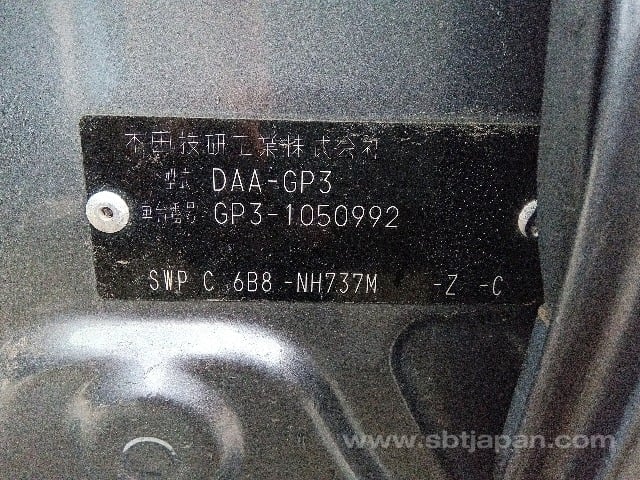 本田技研工業株式会社
型式 DAA-GP3
車台番号 GP3-1050992
SWP C 6B8 -NH737M -Z -C
www.sbtjapan.com